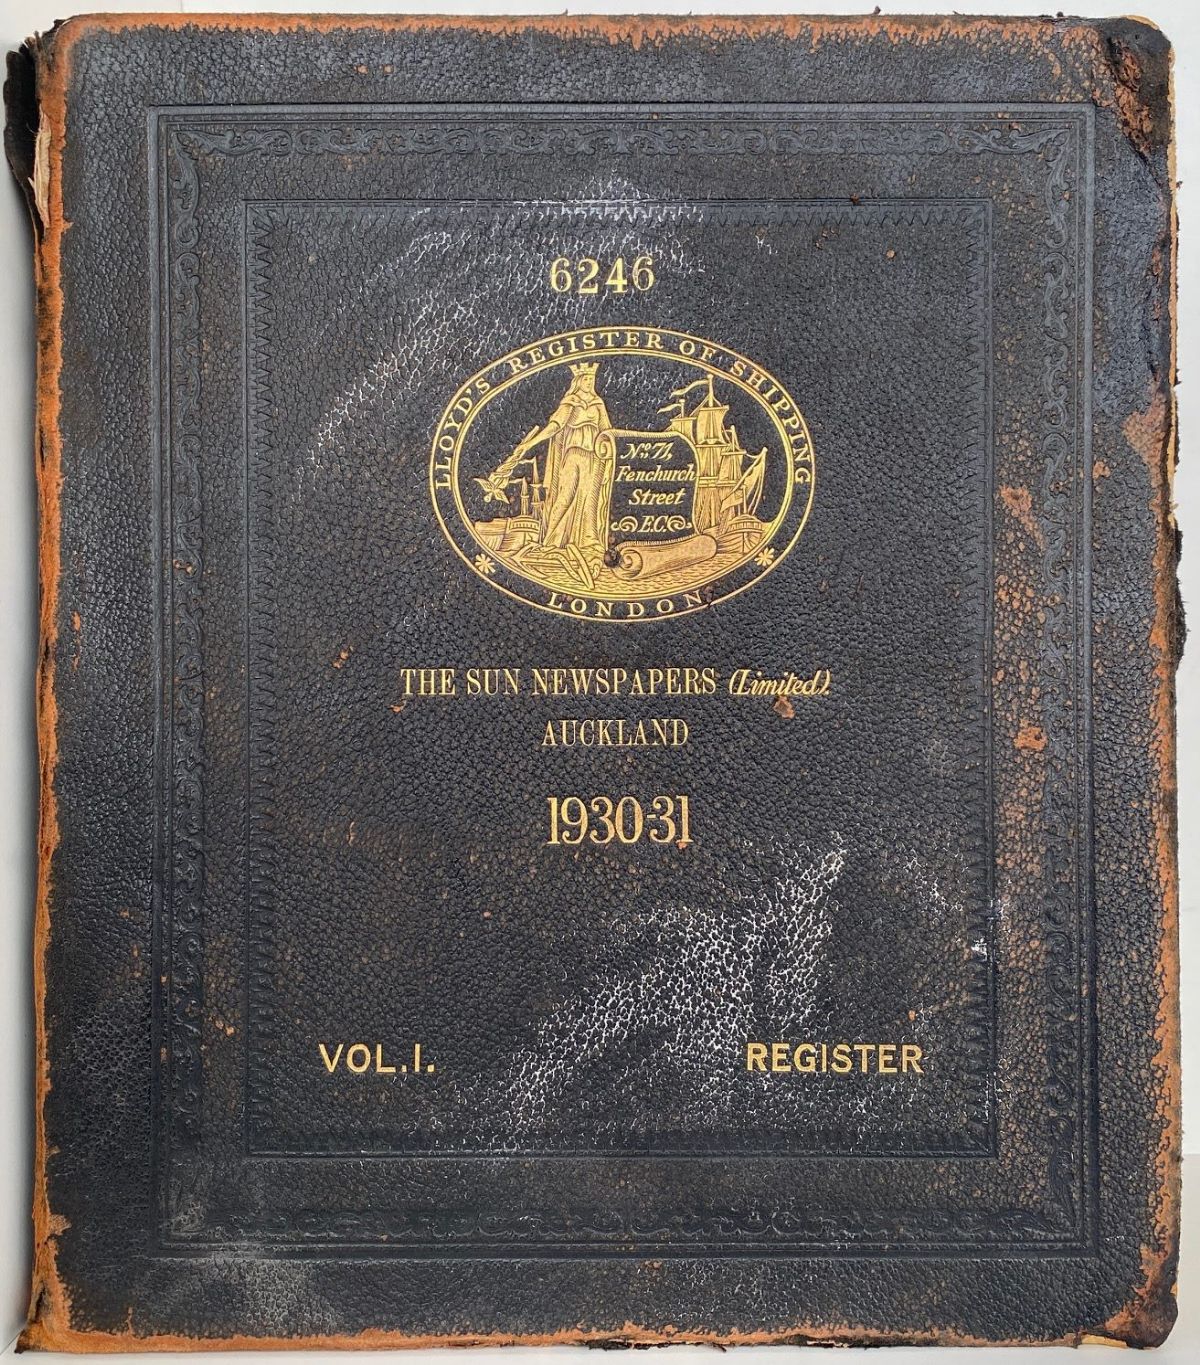 6246
LLOYD'S REGISTER OF SHIPPING
No. 71,
Fenchurch
Street
E.C.
LONDON
THE SUN NEWSPAPERS (Limited).
AUCKLAND
1930-31
VOL.I. REGISTER